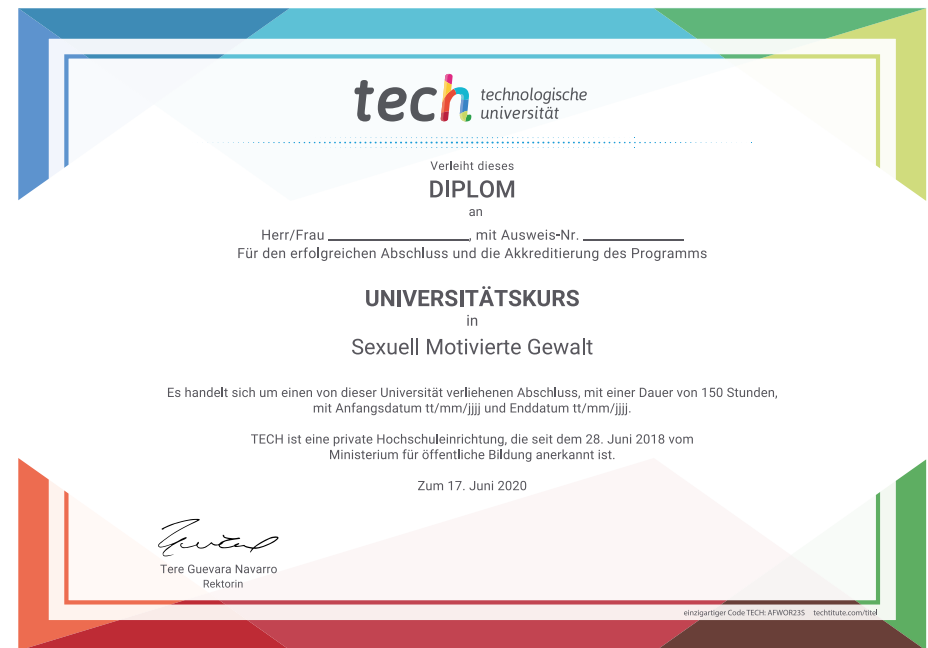 tech technologische
universität
Verleiht dieses
DIPLOM
an
Herr/Frau ____________________, mit Ausweis-Nr. ______________
Für den erfolgreichen Abschluss und die Akkreditierung des Programms
UNIVERSITÄTSKURS
in
Sexuell Motivierte Gewalt
Es handelt sich um einen von dieser Universität verliehenen Abschluss, mit einer Dauer von 150 Stunden,
mit Anfangsdatum tt/mm/jjjj und Enddatum tt/mm/jjjj.
TECH ist eine private Hochschuleinrichtung, die seit dem 28. Juni 2018 vom
Ministerium für öffentliche Bildung anerkannt ist.
Zum 17. Juni 2020
Tere Guevara Navarro
Rektorin
einzigartiger Code TECH: AFWOR23S techtitute.com/titel